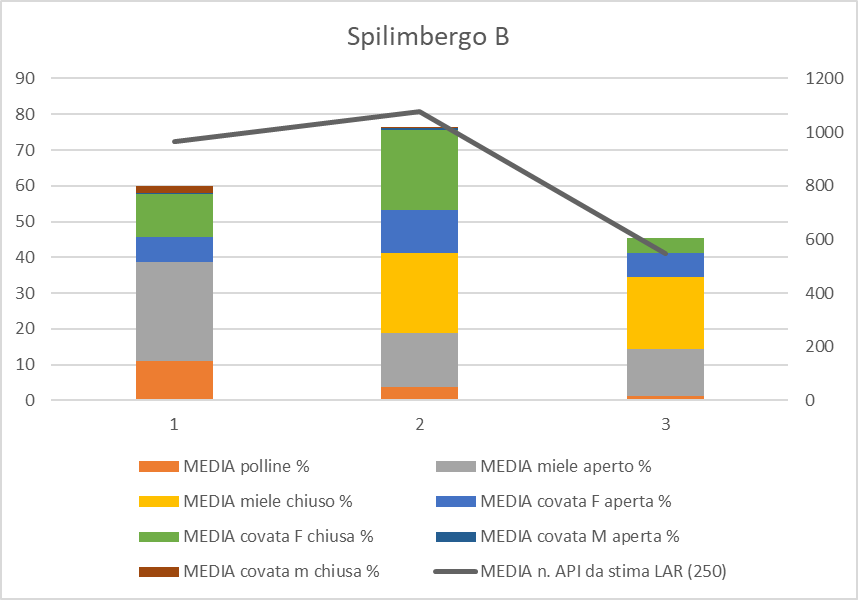 Spilimbergo B
90 1200
80 1000
70 800
60 600
50 400
40 200
30 0
20
10
0
1 2 3
MEDIA polline % MEDIA miele aperto %
MEDIA miele chiuso % MEDIA covata F aperta %
MEDIA covata F chiusa % MEDIA covata M aperta %
MEDIA covata m chiusa % MEDIA n. API da stima LAR (250)